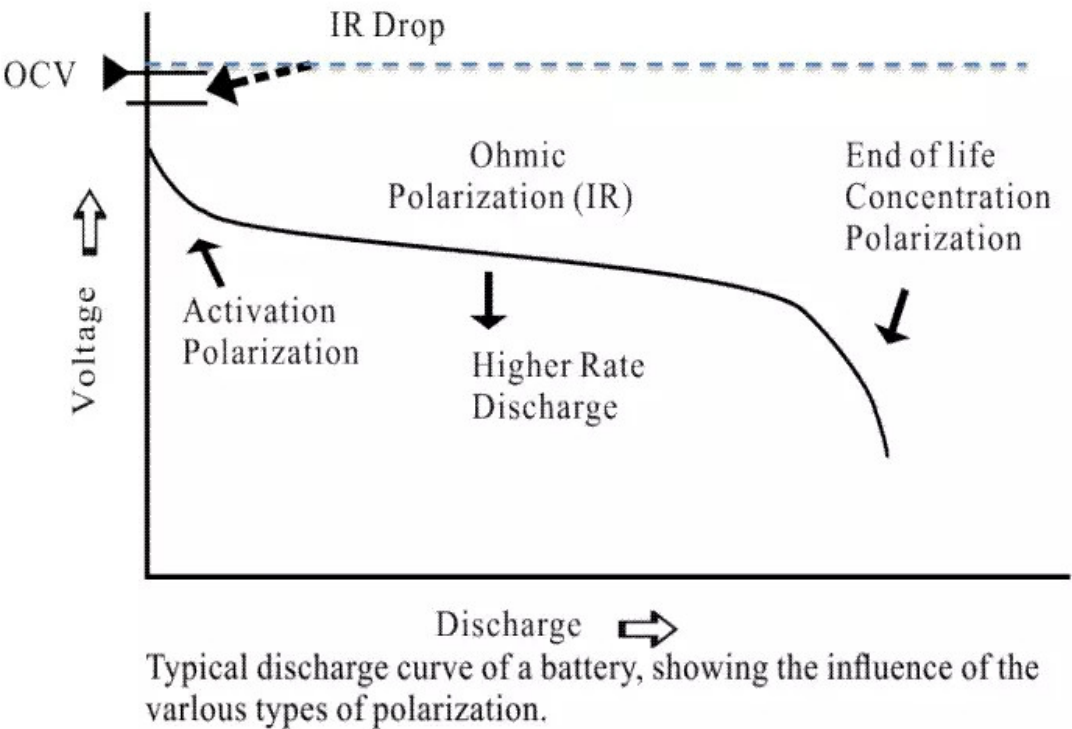 IR Drop
OCV
Ohmic
Polarization (IR)
End of life
Concentration
Polarization
Voltage
Activation
Polarization
Higher Rate
Discharge
Discharge
Typical discharge curve of a battery, showing the influence of the
varlous types of polarization.